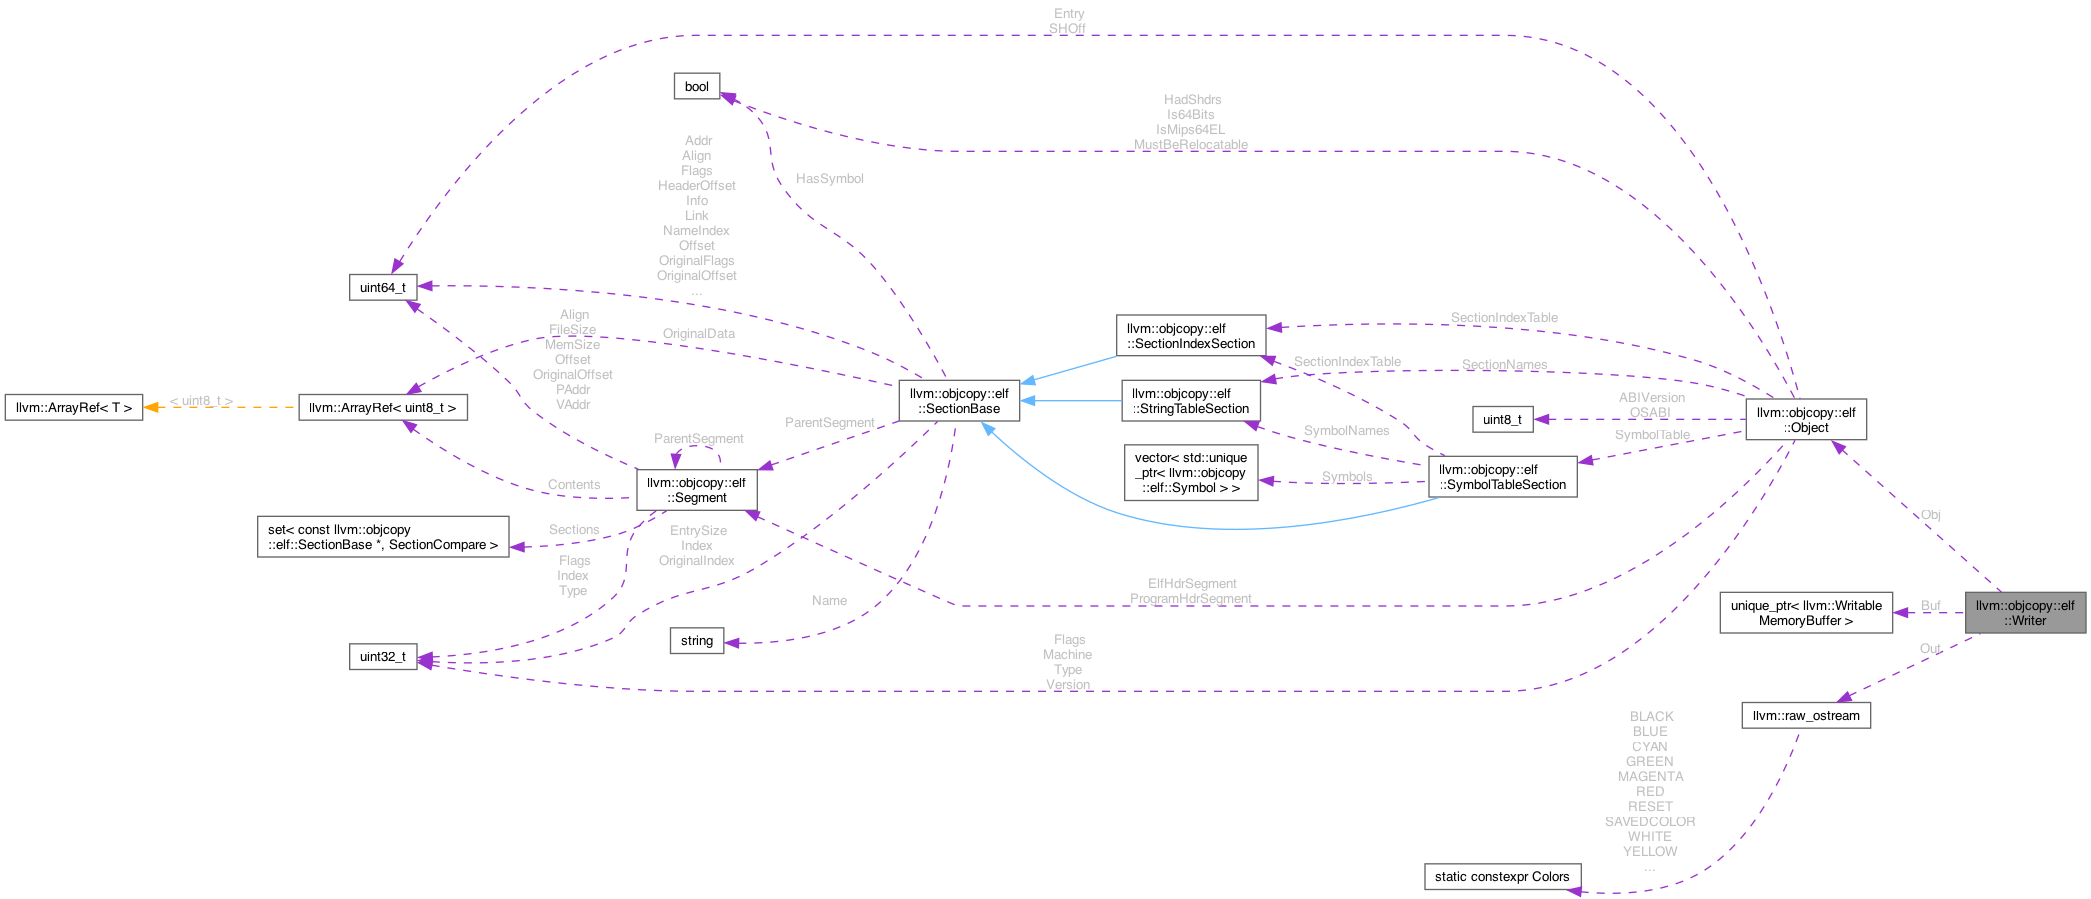 Entry
SHOff
bool
HadShdrs
Is64Bits
IsMips64EL
MustBeRelocatable
Addr
Align
Flags
HeaderOffset
Info
Link
NameIndex
Offset
OriginalFlags
OriginalOffset
...
HasSymbol
uint64_t
Align
FileSize
MemSize
Offset
OriginalOffset
PAddr
VAddr
OriginalData
llvm::objcopy::elf
::SectionIndexSection
SectionIndexTable
SectionIndexTable
SectionNames
llvm::ArrayRef< T >
< uint8_t >
llvm::ArrayRef< uint8_t >
llvm::objcopy::elf
::SectionBase
llvm::objcopy::elf
::StringTableSection
uint8_t
ABIVersion
OSABI
llvm::objcopy::elf
::Object
ParentSegment
ParentSegment
SymbolNames
SymbolTable
vector< std::unique
_ptr< llvm::objcopy
::elf::Symbol > >
Symbols
llvm::objcopy::elf
::SymbolTableSection
Contents
llvm::objcopy::elf
::Segment
set< const llvm::objcopy
::elf::SectionBase *, SectionCompare >
Sections
EntrySize
Index
OriginalIndex
Flags
Index
Type
Obj
ElfHdrSegment
ProgramHdrSegment
Name
unique_ptr< llvm::Writable
MemoryBuffer >
Buf
llvm::objcopy::elf
::Writer
uint32_t
string
Flags
Machine
Type
Version
Out
llvm::raw_ostream
BLACK
BLUE
CYAN
GREEN
MAGENTA
RED
RESET
SAVEDCOLOR
WHITE
YELLOW
...
static constexpr Colors